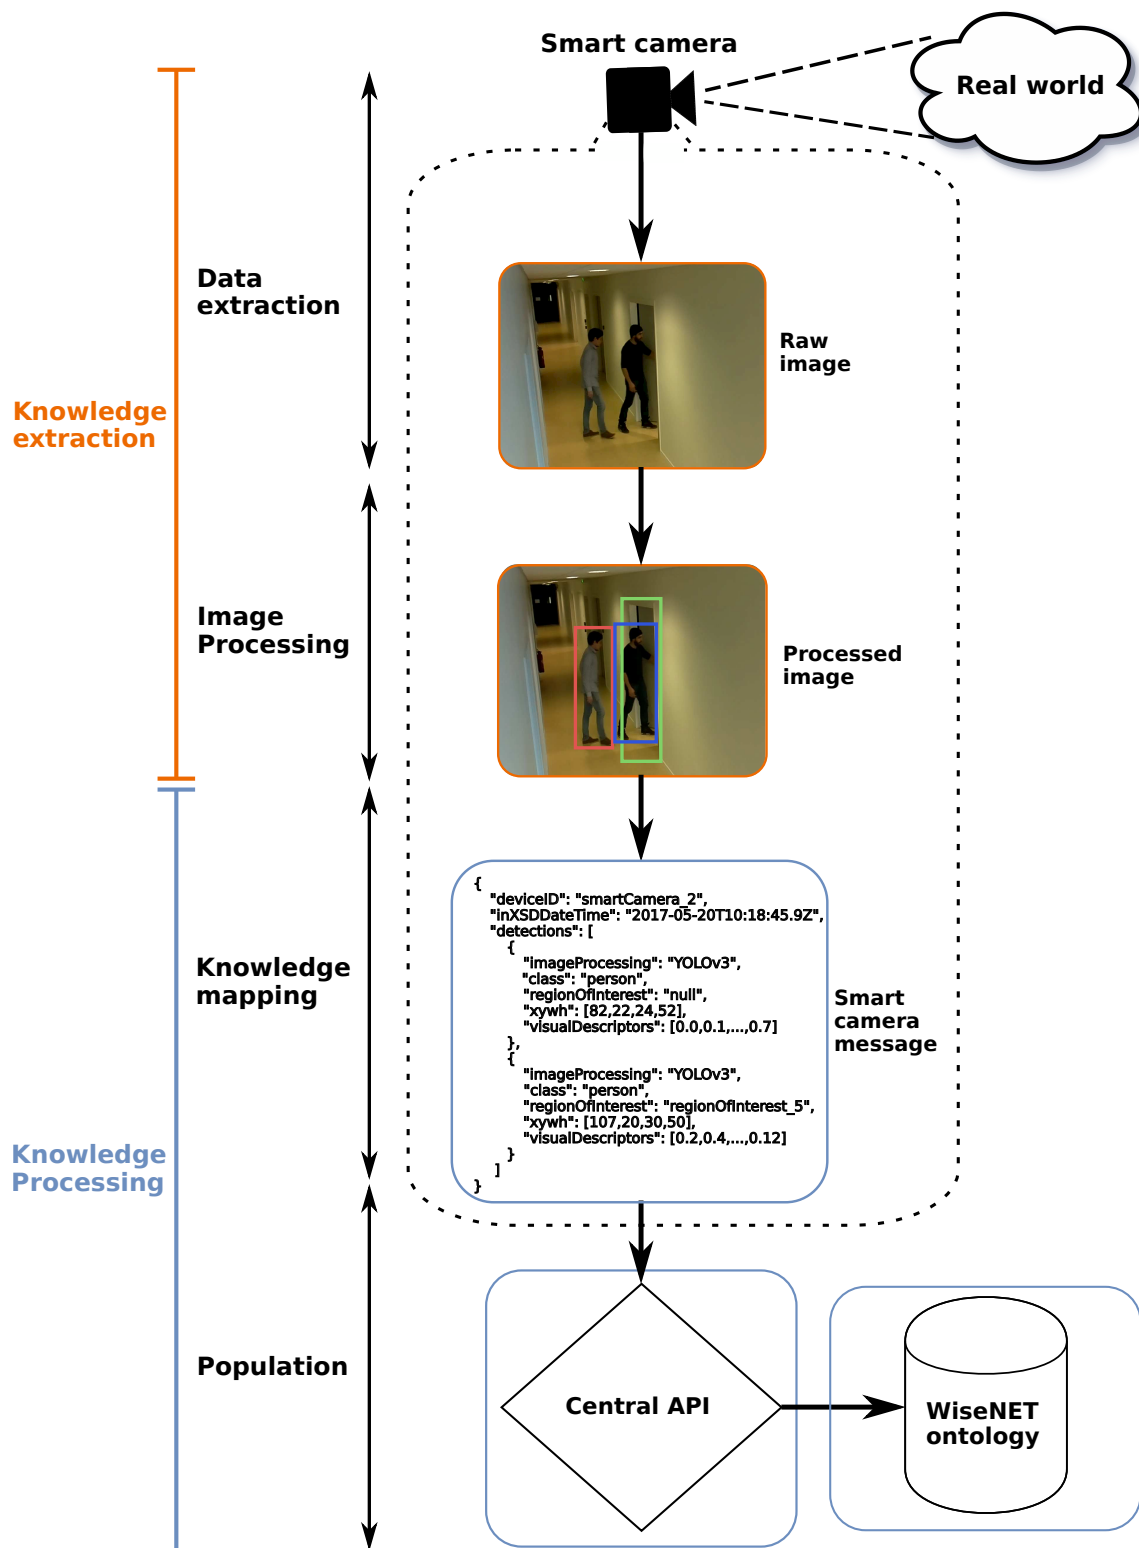 Smart camera
Real world
Data
extraction
Raw
image
Knowledge
extraction
Image
Processing
Processed
image
{
"deviceID": "smartCamera_2",
"inXSDDateTime": "2017-05-20T10:18:45.9Z",
"detections": [
{
"imageProcessing": "YOLOv3",
"class": "person",
"regionOfInterest": "null",
"xywh": [82,22,24,52],
"visualDescriptors": [0.0,0.1,...,0.7]
},
{
"imageProcessing": "YOLOv3",
"class": "person",
"regionOfInterest": "regionOfInterest_5",
"xywh": [107,20,30,50],
"visualDescriptors": [0.2,0.4,...,0.12]
}
]
}
Knowledge
mapping
Smart
camera
message
Knowledge
Processing
Population
Central API
WiseNET
ontology